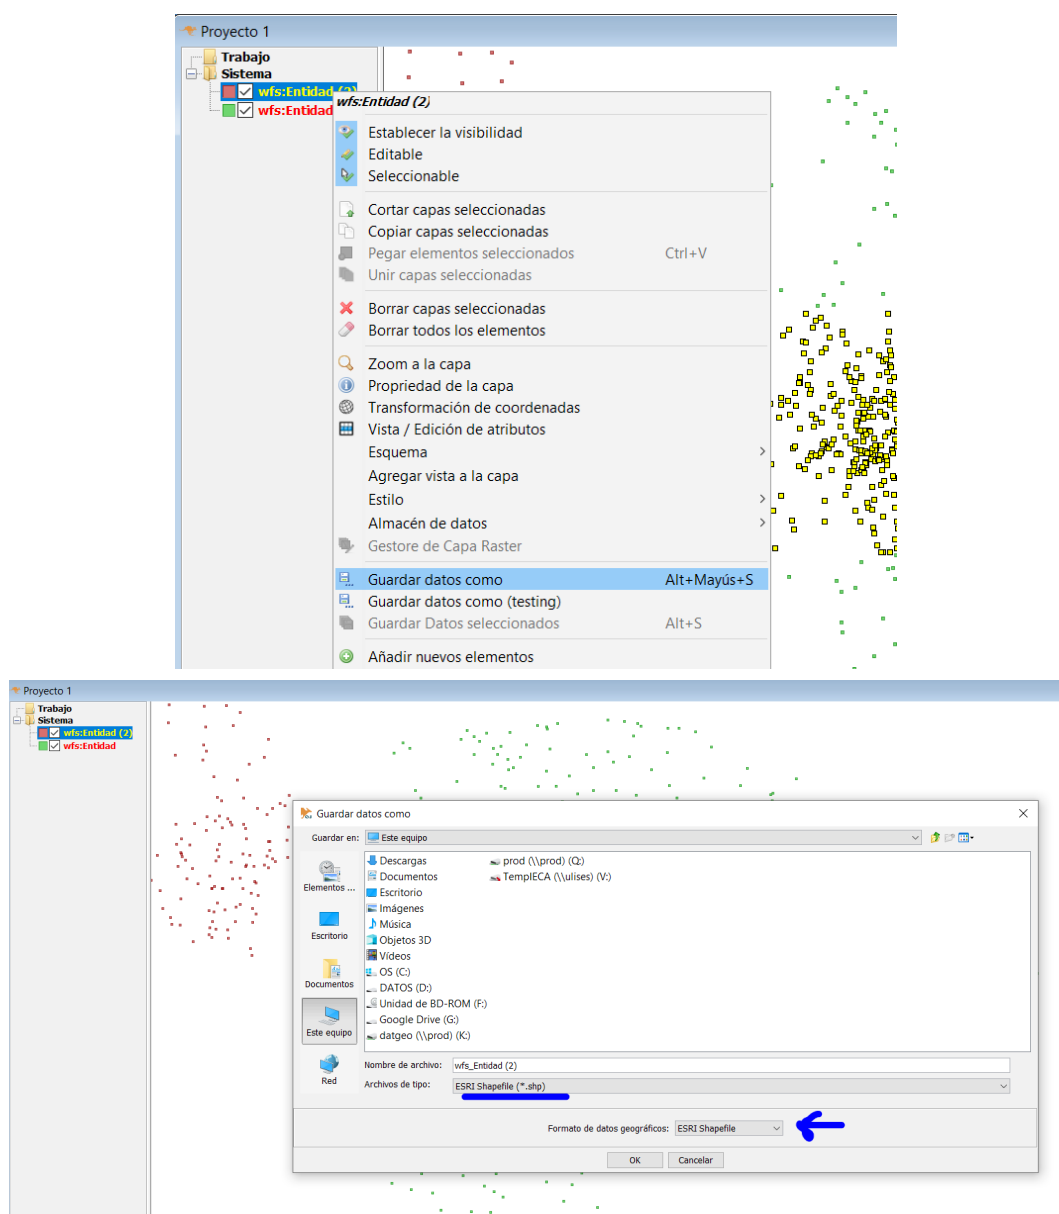 Proyecto 1
Trabajo
Sistema
wfs:Entidad (2)
wfs:Entidad
wfs:Entidad (2)
Establecer la visibilidad
Editable
Seleccionable
Cortar capas seleccionadas
Copiar capas seleccionadas
Pegar elementos seleccionados Ctrl+V
Unir capas seleccionadas
Borrar capas seleccionadas
Borrar todos los elementos
Zoom a la capa
Propriedad de la capa
Transformación de coordenadas
Vista / Edición de atributos
Esquema
Agregar vista a la capa
Estilo
Almacén de datos
Gestore de Capa Raster
Guardar datos como Alt+Mayús+S
Guardar datos como (testing)
Guardar Datos seleccionados Alt+S
Añadir nuevos elementos
Proyecto 1
Trabajo
Sistema
wfs:Entidad (2)
wfs:Entidad
Guardar datos como
Guardar en: Este equipo
Elementos ...
Escritorio
Documentos
Este equipo
Red
Descargas
Documentos
Escritorio
Imágenes
Música
Objetos 3D
Vídeos
OS (C:)
DATOS (D:)
Unidad de BD-ROM (F:)
Google Drive (G:)
datgeo (\\prod) (K:)
prod (\\prod) (Q:)
TempIECA (\\ulises) (V:)
Nombre de archivo: wfs_Entidad (2)
Archivos de tipo: ESRI Shapefile (*.shp)
Formato de datos geográficos: ESRI Shapefile
OK Cancelar